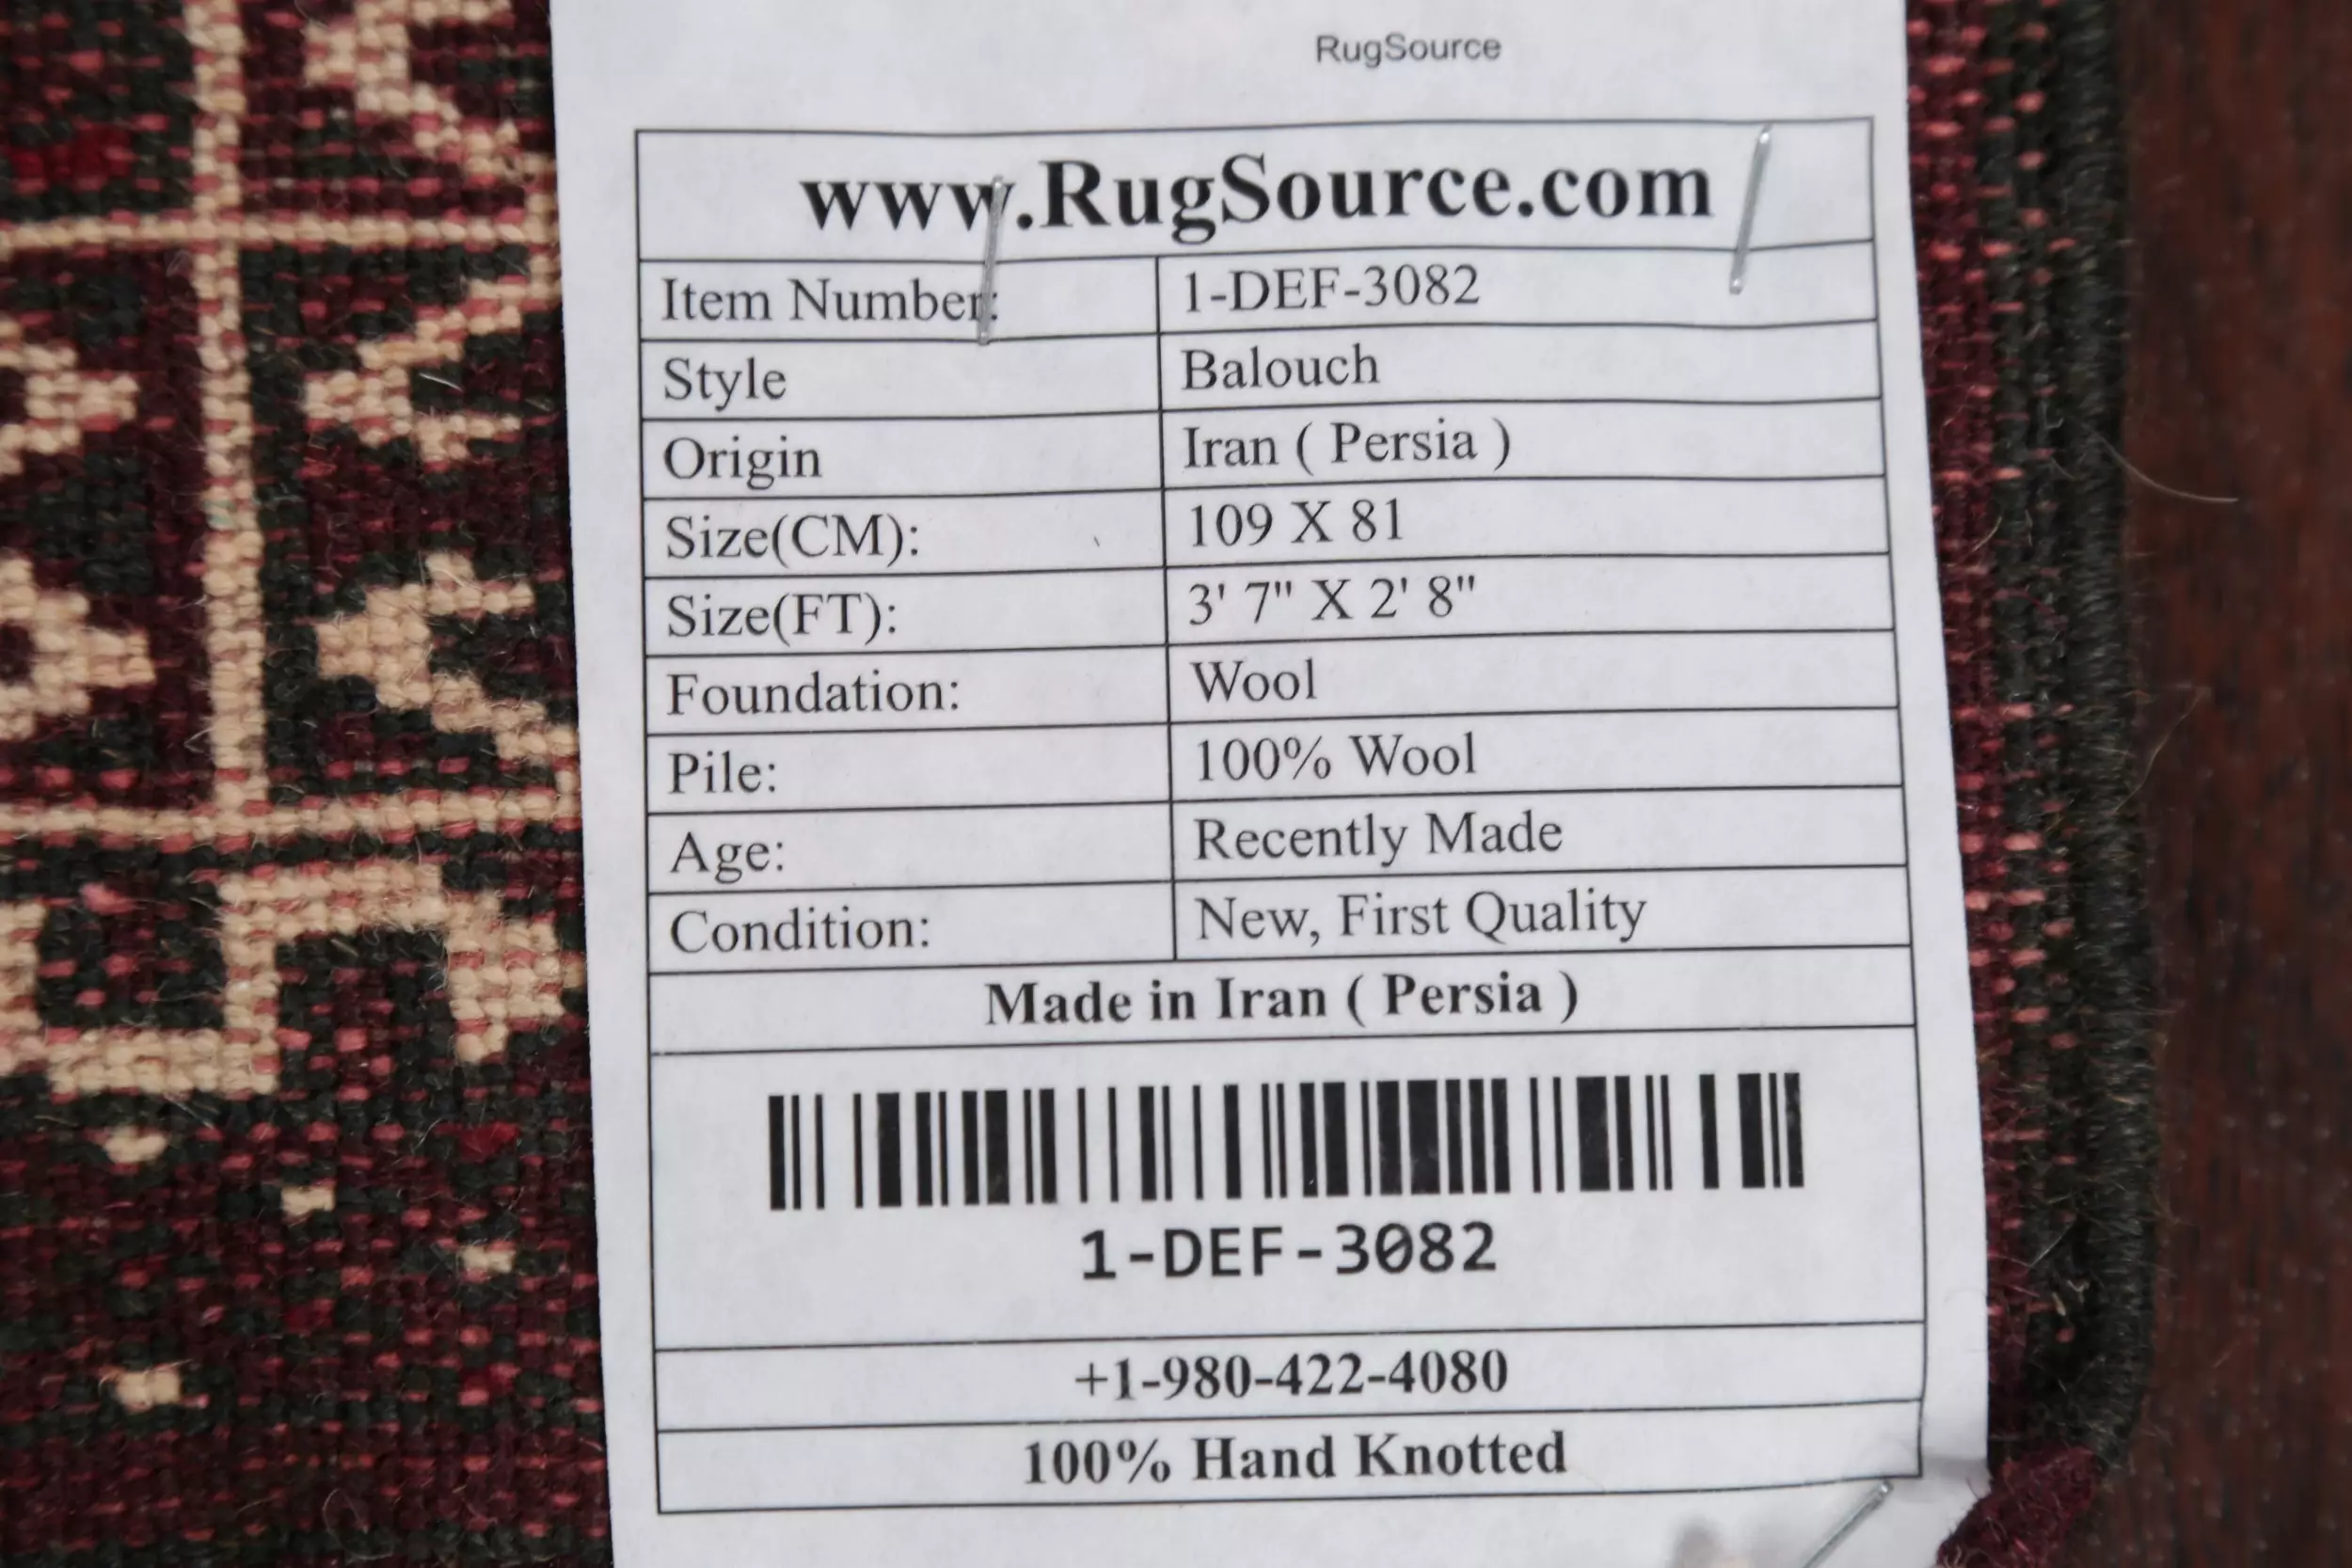 RugSource
www.RugSource.com
Item Number: 1-DEF-3082
Style Balouch
Origin Iran ( Persia )
Size(CM): 109 X 81
Size(FT): 3' 7" X 2' 8"
Foundation: Wool
Pile: 100% Wool
Age: Recently Made
Condition: New, First Quality
Made in Iran ( Persia )
1-DEF-3082
+1-980-422-4080
100% Hand Knotted